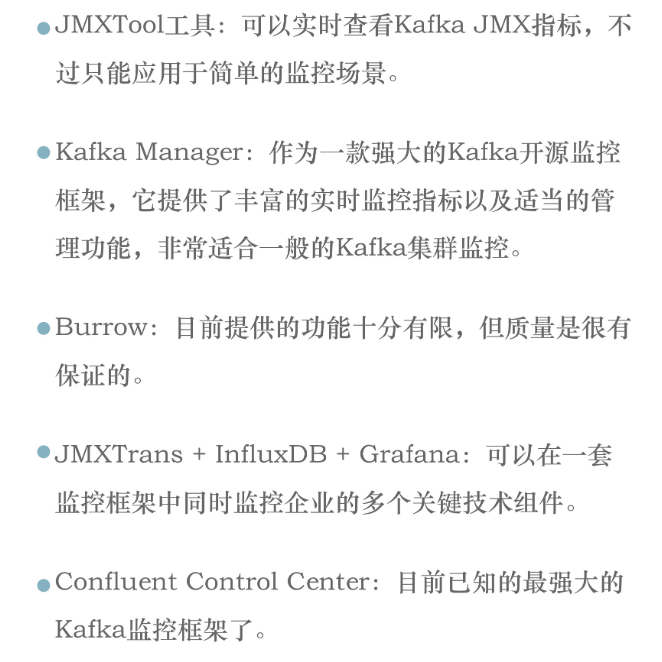 JMXTool工具：可以实时查看Kafka JMX指标，不
过只能应用于简单的监控场景。
Kafka Manager：作为一款强大的Kafka开源监控
框架，它提供了丰富的实时监控指标以及适当的管
理功能，非常适合一般的Kafka集群监控。
Burrow：目前提供的功能十分有限，但质量是很有
保证的。
JMXTrans + InfluxDB + Grafana：可以在一套
监控框架中同时监控企业的多个关键技术组件。
Confluent Control Center：目前已知的最强大的
Kafka监控框架了。